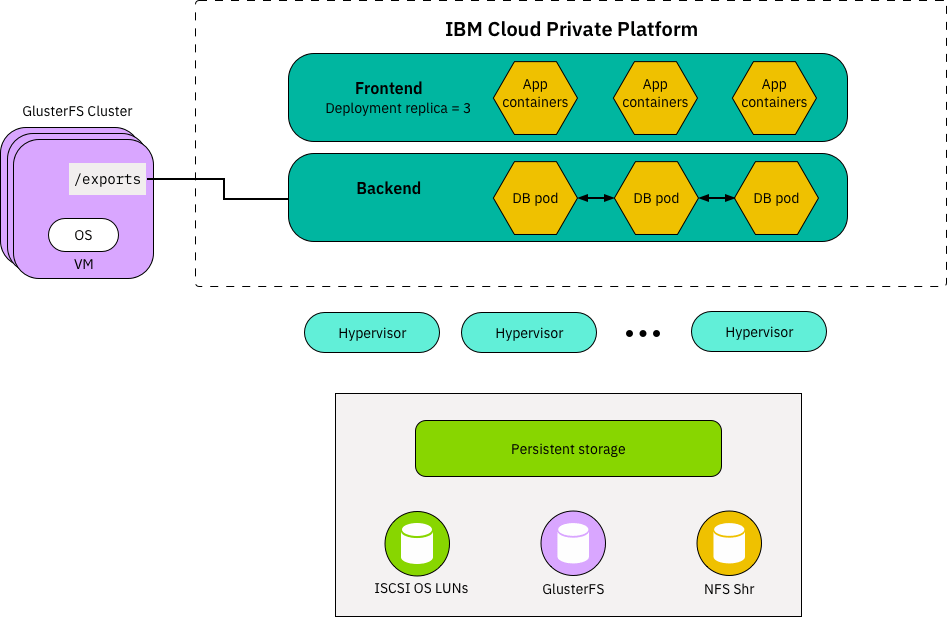 IBM Cloud Private Platform
Frontend
Deployment replica = 3
App
containers
App
containers
App
containers
GlusterFS Cluster
/exports
OS
VM
Backend
DB pod
DB pod
DB pod
Hypervisor
Hypervisor
•••
Hypervisor
Persistent storage
ISCSI OS LUNs
GlusterFS
NFS Shr